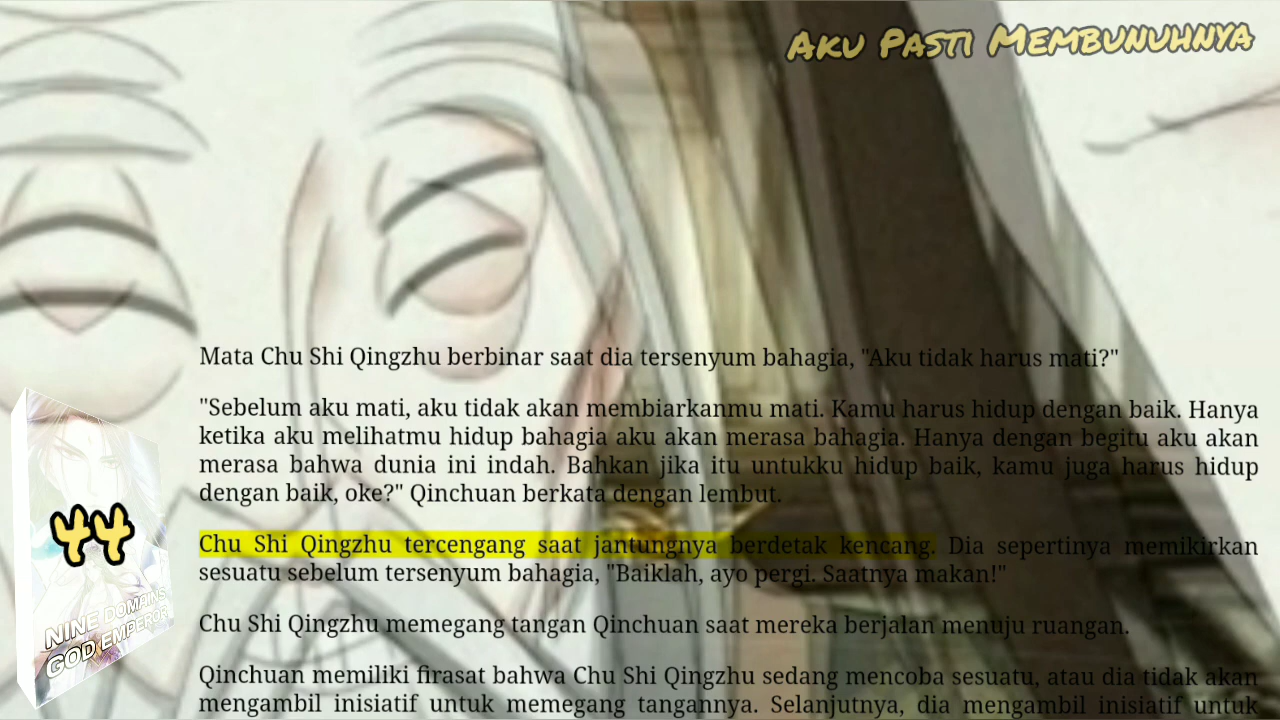 Aku Pasti Membunuhnya
Mata Chu Shi Qingzhu berbinar saat dia tersenyum bahagia, "Aku tidak harus mati?"
"Sebelum aku mati, aku tidak akan membiarkanmu mati. Kamu harus hidup dengan baik. Hanya
ketika aku melihatmu hidup bahagia aku akan merasa bahagia. Hanya dengan begitu aku akan
merasa bahwa dunia ini indah. Bahkan jika itu untukku hidup baik, kamu juga harus hidup
dengan baik, oke?" Qinchuan berkata dengan lembut.
Chu Shi Qingzhu tercengang saat jantungnya berdetak kencang. Dia sepertinya memikirkan
sesuatu sebelum tersenyum bahagia, "Baiklah, ayo pergi. Saatnya makan!"
Chu Shi Qingzhu memegang tangan Qinchuan saat mereka berjalan menuju ruangan.
Qinchuan memiliki firasat bahwa Chu Shi Qingzhu sedang mencoba sesuatu, atau dia tidak akan
mengambil inisiatif untuk memegang tangannya. Selanjutnya, dia mengambil inisiatif untuk
44
NINE DOMAINS
GOD EMPEROR